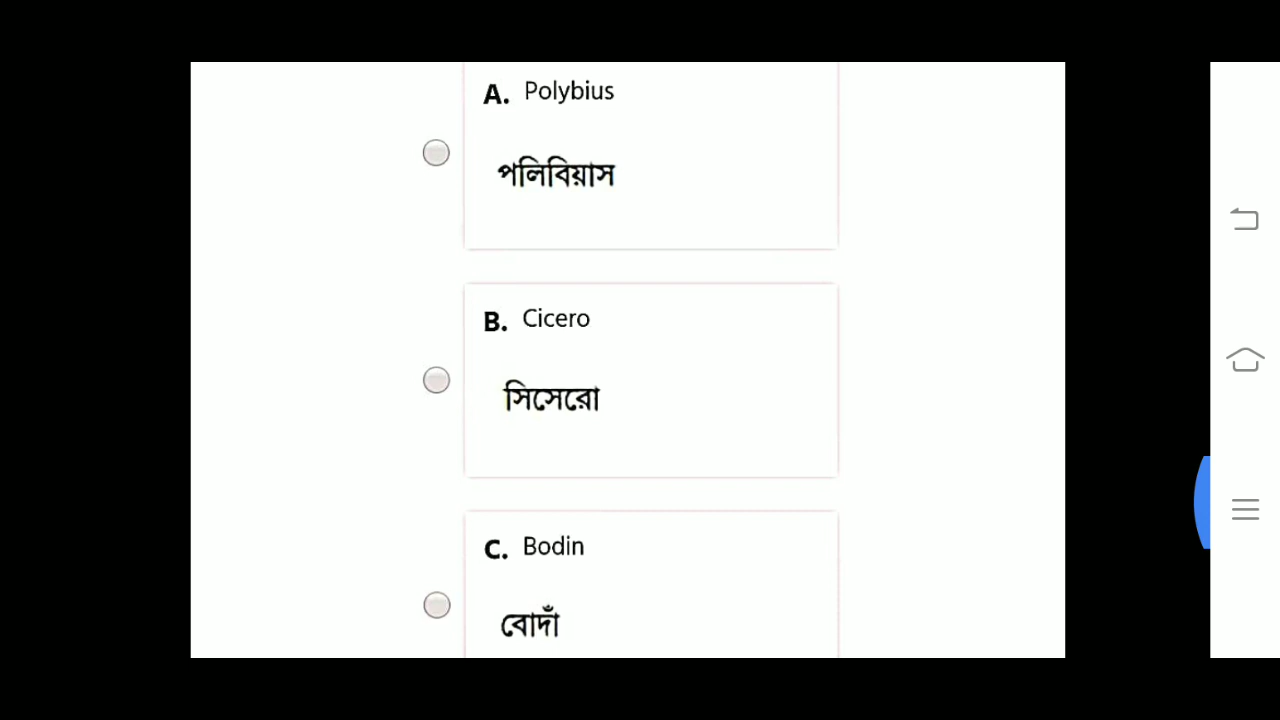 A. Polybius
পলিবিয়াস
B. Cicero
সিসেরো
C. Bodin
বোদাঁ